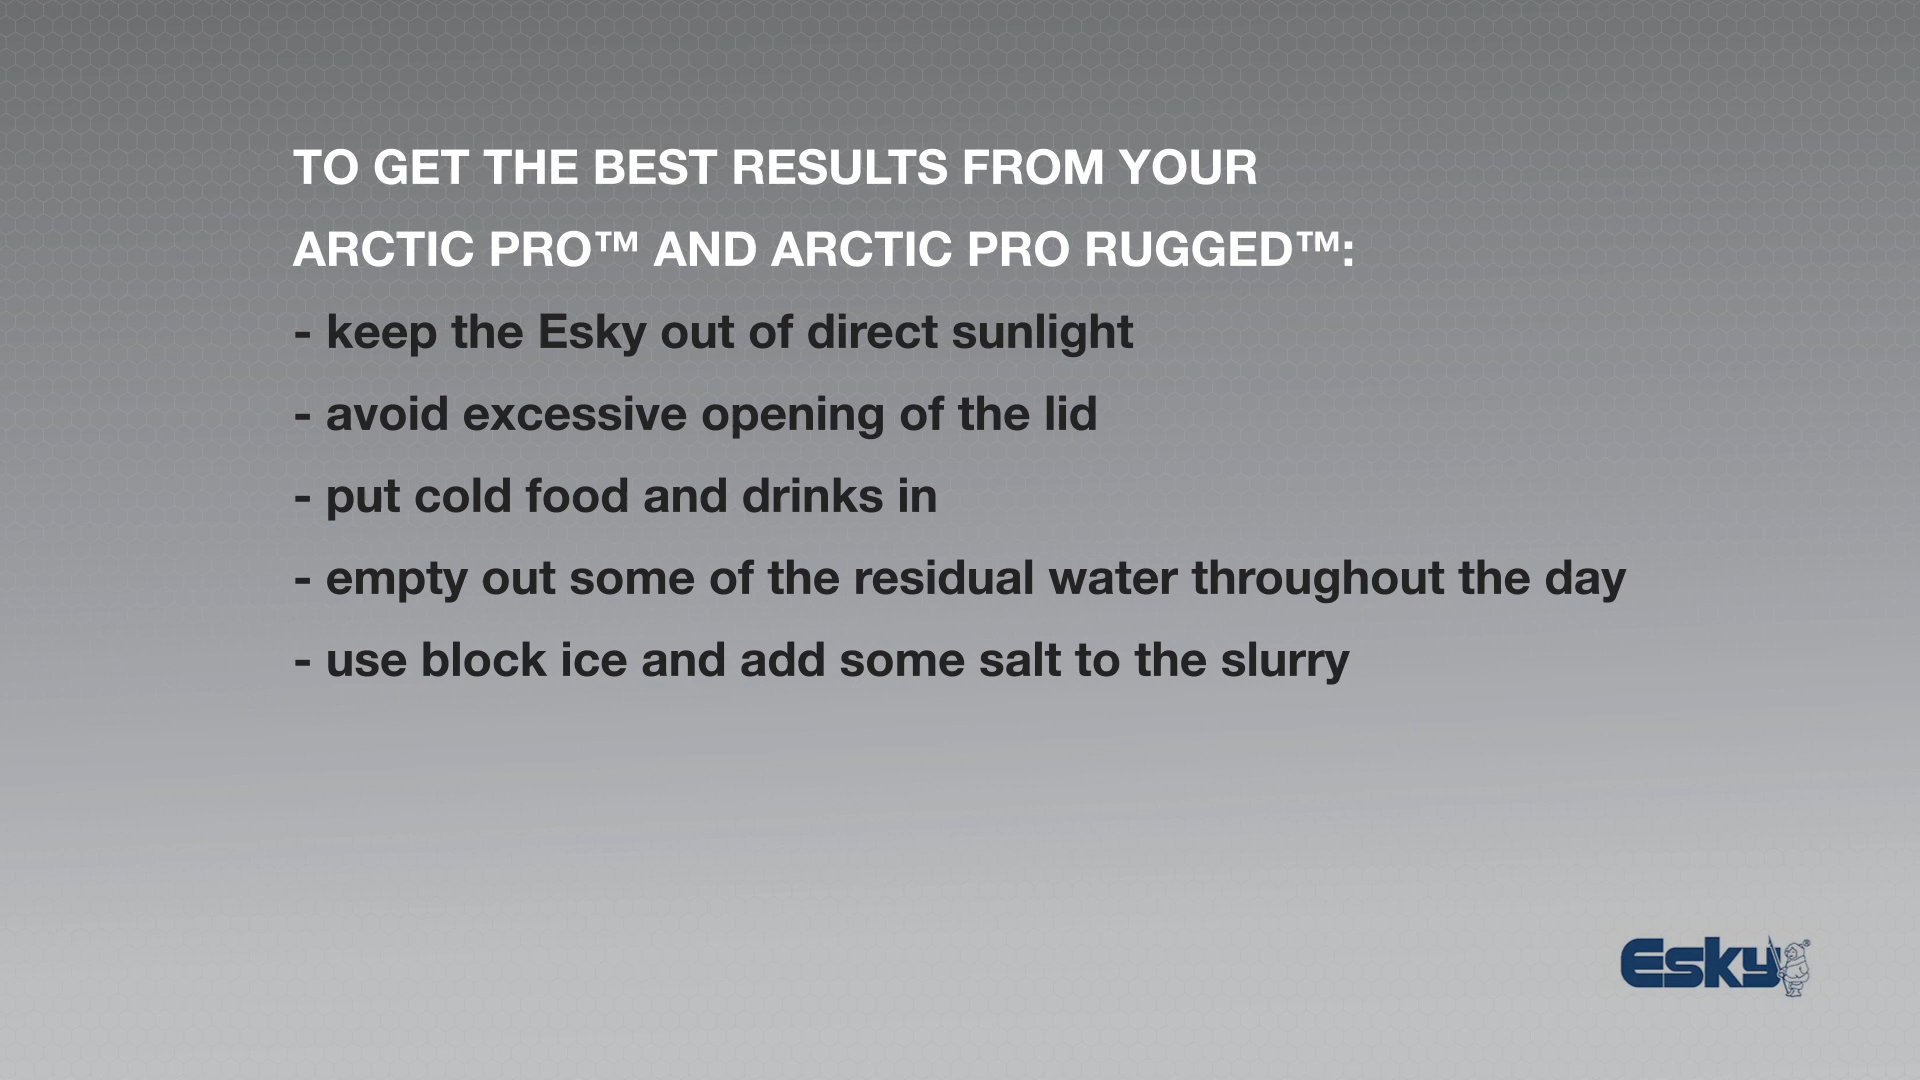 TO GET THE BEST RESULTS FROM YOUR
ARCTIC PRO™ AND ARCTIC PRO RUGGED™:
- keep the Esky out of direct sunlight
- avoid excessive opening of the lid
- put cold food and drinks in
- empty out some of the residual water throughout the day
- use block ice and add some salt to the slurry
Esky®